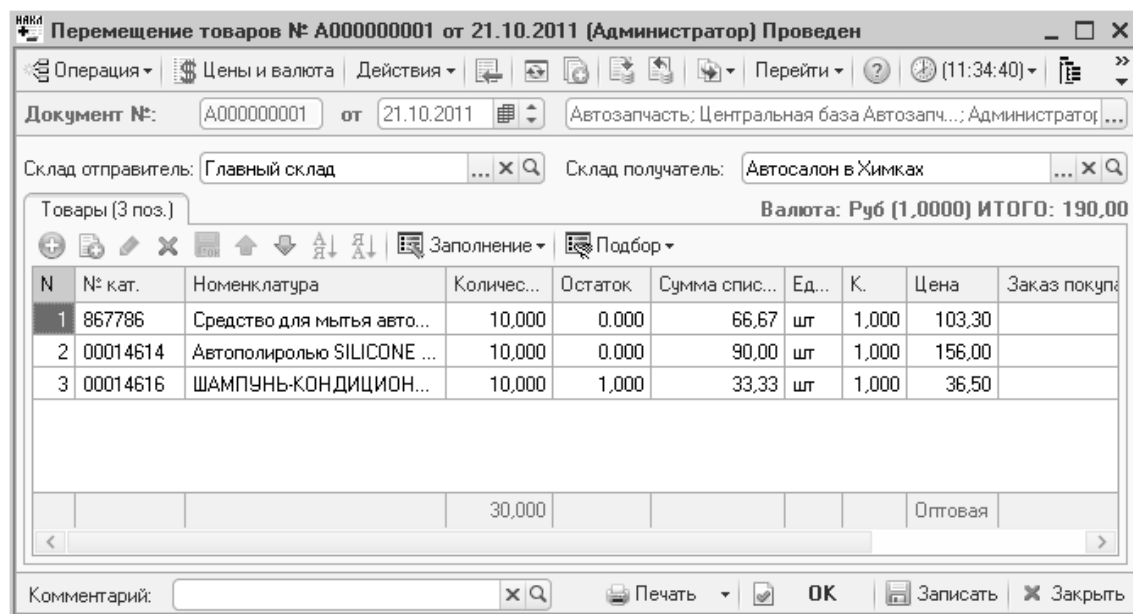 НАКЛ
Перемещение товаров № А000000001 от 21.10.2011 (Администратор) Проведен
Операция Цены и валюта Действия Перейти (11:34:40)
Документ №: А000000001 от 21.10.2011 Автозапчасть; Центральная база Автозапч...; Администратор ...
Склад отправитель: Главный склад ... Склад получатель: Автосалон в Химках ...
Товары (3 поз.) Валюта: Руб (1,0000) ИТОГО: 190,00
Заполнение Подбор
N № кат. Номенклатура Количес... Остаток Сумма спис... Ед... К. Цена Заказ покупа
1 867786 Средство для мытья авто... 10,000 0.000 66,67 шт 1,000 103,30
2 00014614 Автополиролью SILICONE ... 10,000 0.000 90,00 шт 1,000 156,00
3 00014616 ШАМПУНЬ-КОНДИЦИОН... 10,000 1,000 33,33 шт 1,000 36,50
30,000 Оптовая
Комментарий: Печать OK Записать Закрыть